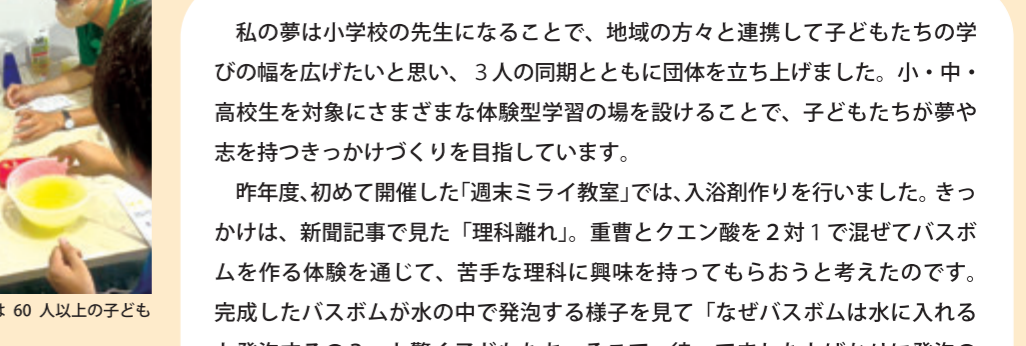 私の夢は小学校の先生になることで、地域の方々と連携して子どもたちの学
びの幅を広げたいと思い、３人の同期とともに団体を立ち上げました。小・中・
高校生を対象にさまざまな体験型学習の場を設けることで、子どもたちが夢や
志を持つきっかけづくりを目指しています。
昨年度、初めて開催した「週末ミライ教室」では、入浴剤作りを行いました。きっ
かけは、新聞記事で見た「理科離れ」。重曹とクエン酸を２対１で混ぜてバスボ
ムを作る体験を通じて、苦手な理科に興味を持ってもらおうと考えたのです。
完成したバスボムが水の中で発泡する様子を見て「なぜバスボムは水に入れる
は 60 人以上の子ども